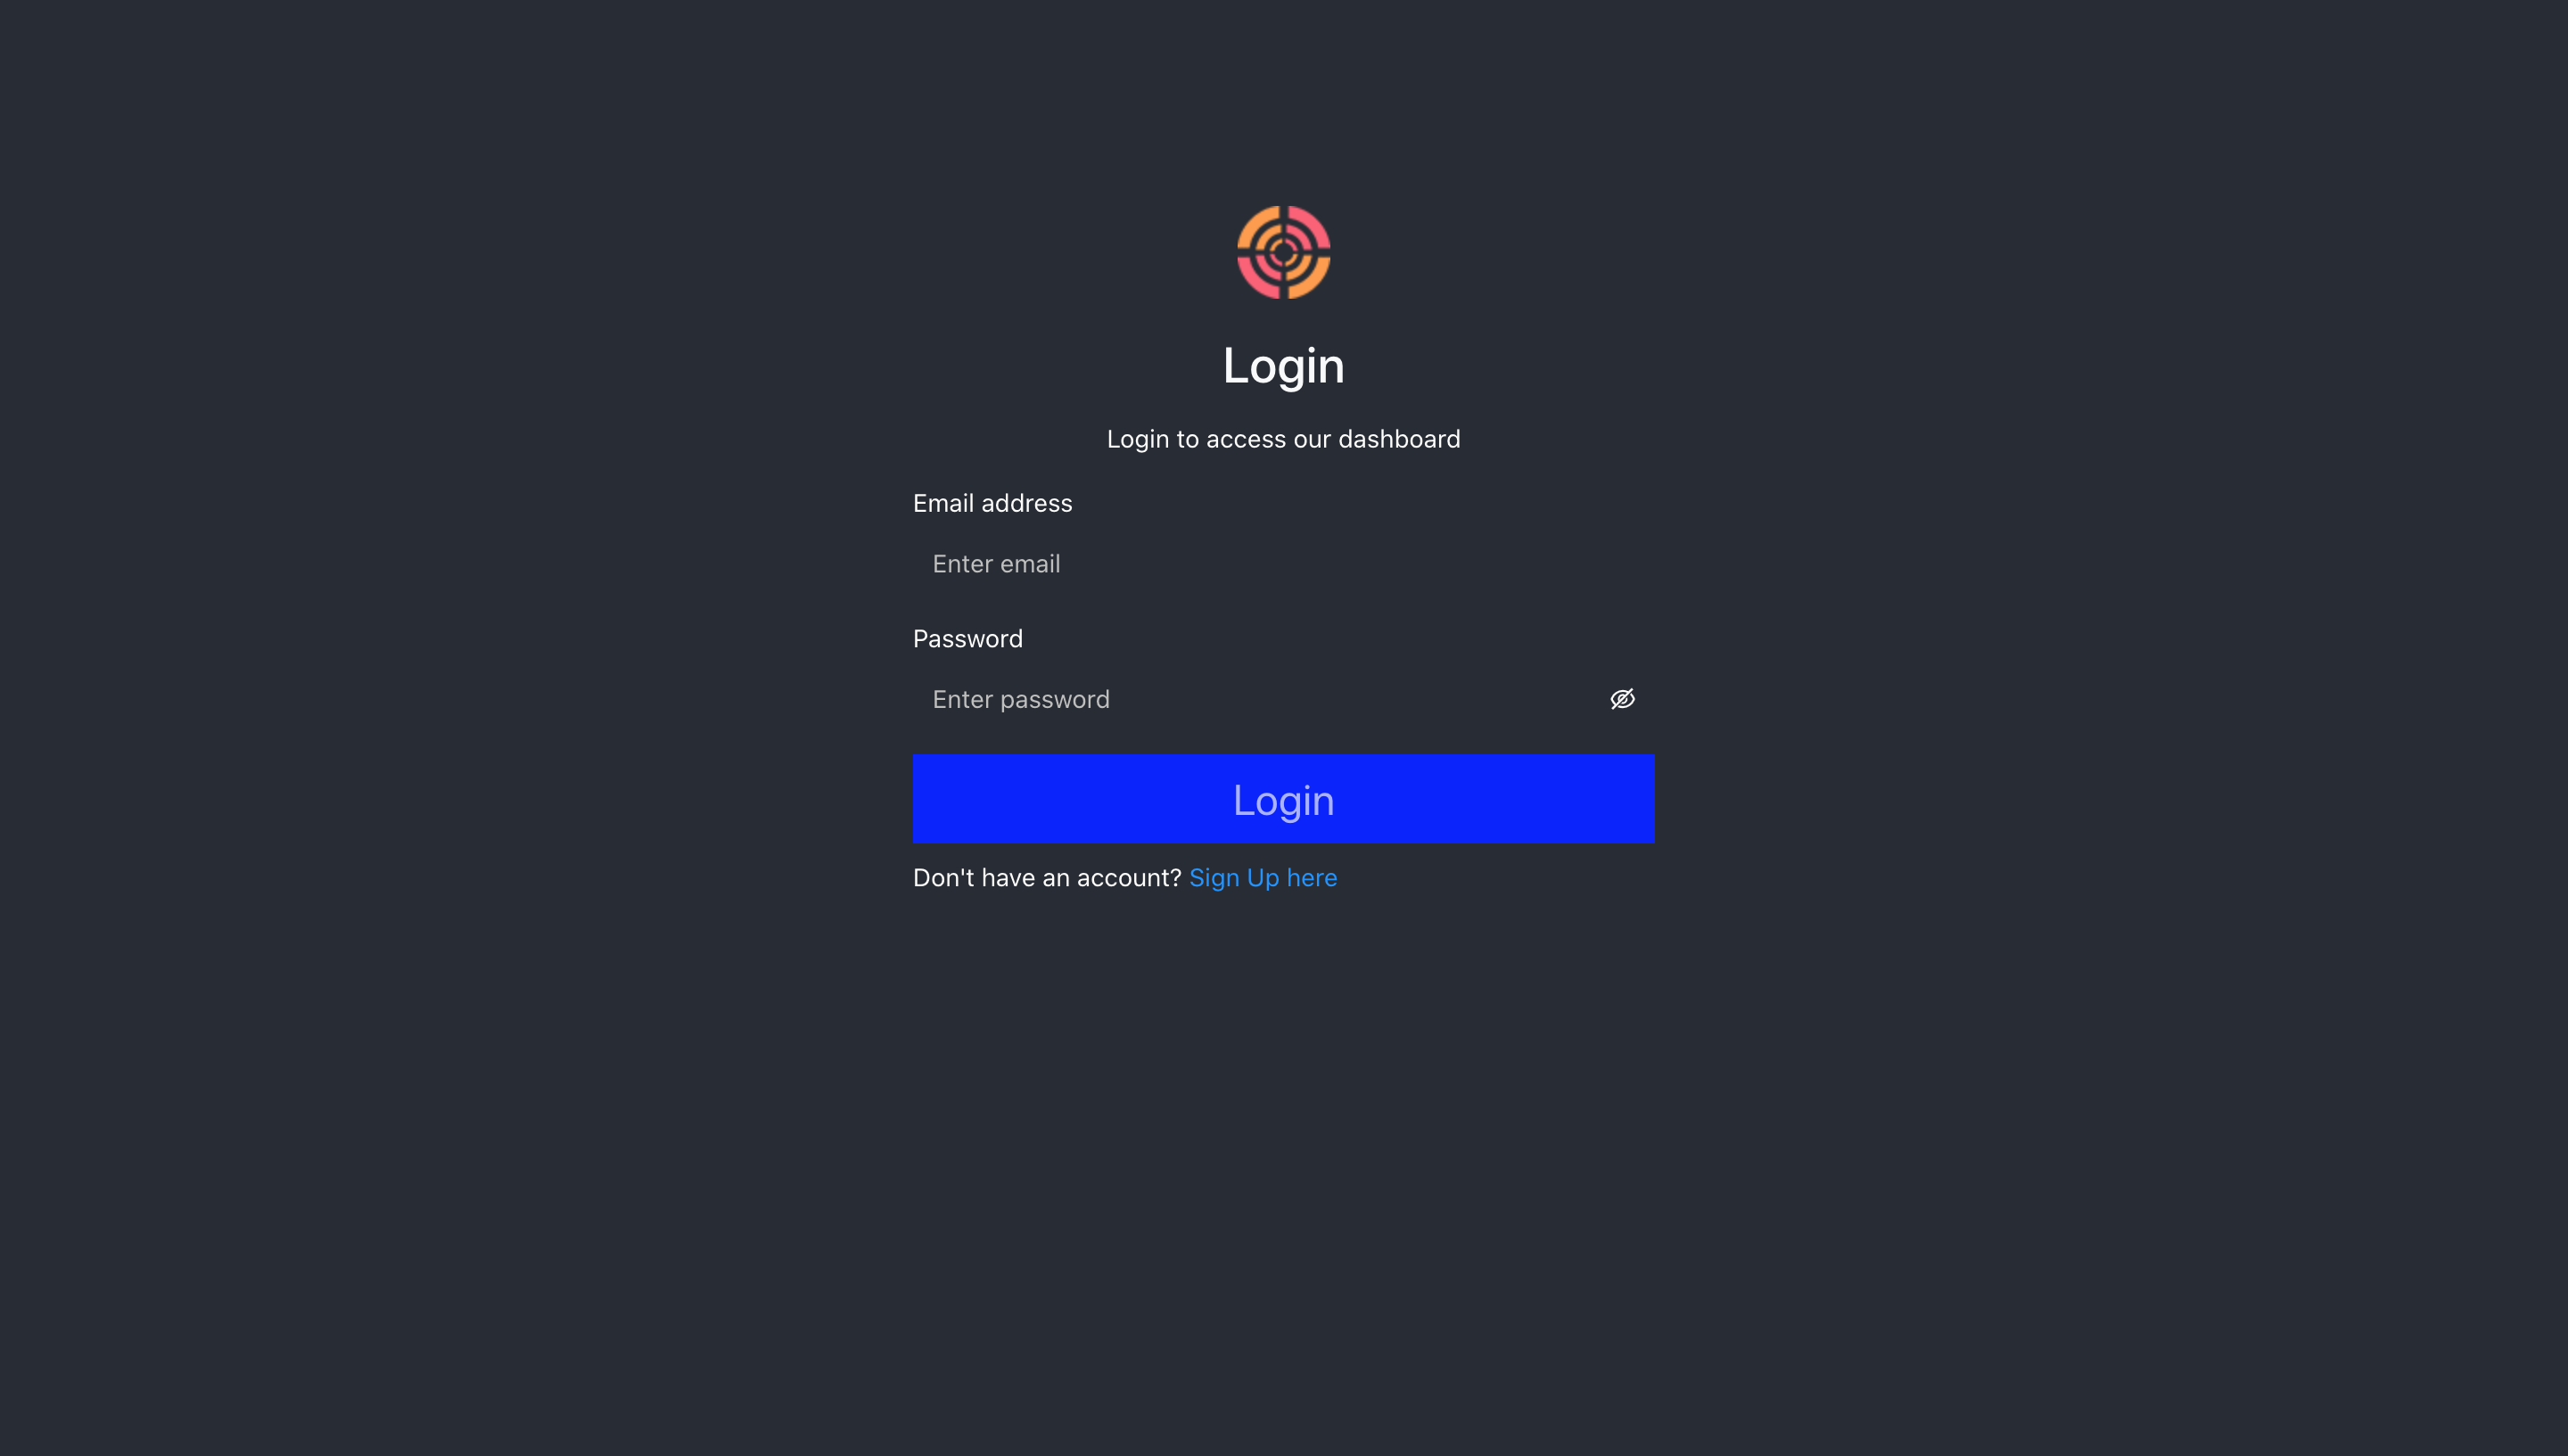 Login
Login to access our dashboard
Email address
Enter email
Password
Enter password
Login
Don't have an account? Sign Up here